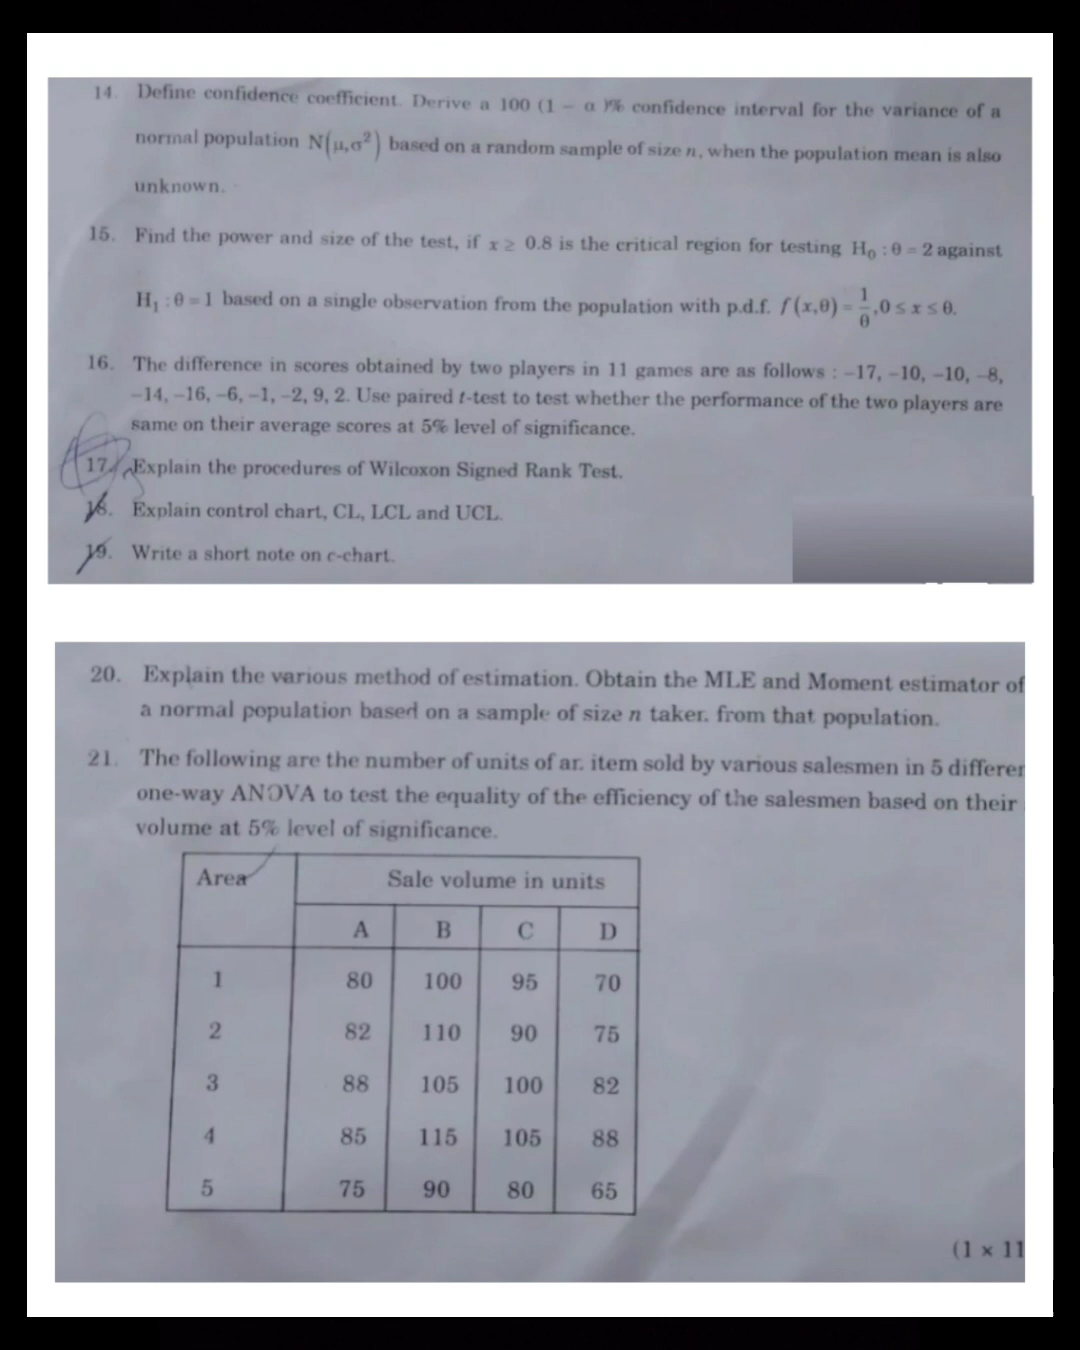 14. Define confidence coefficient. Derive a 100 (1 – α )% confidence interval for the variance of a
normal population N(μ,σ²) based on a random sample of size n, when the population mean is also
unknown.
15. Find the power and size of the test, if x ≥ 0.8 is the critical region for testing H₀ : θ = 2 against
H₁ : θ = 1 based on a single observation from the population with p.d.f. f(x,θ) = 1/θ, 0 ≤ x ≤ θ.
16. The difference in scores obtained by two players in 11 games are as follows : –17, –10, –10, –8,
–14, –16, –6, –1, –2, 9, 2. Use paired t-test to test whether the performance of the two players are
same on their average scores at 5% level of significance.
17. Explain the procedures of Wilcoxon Signed Rank Test.
18. Explain control chart, CL, LCL and UCL.
19. Write a short note on c-chart.
20. Explain the various method of estimation. Obtain the MLE and Moment estimator of
a normal population based on a sample of size n taken from that population.
21. The following are the number of units of an item sold by various salesmen in 5 differen
one-way ANOVA to test the equality of the efficiency of the salesmen based on their
volume at 5% level of significance.
Area Sale volume in units
A B C D
1 80 100 95 70
2 82 110 90 75
3 88 105 100 82
4 85 115 105 88
5 75 90 80 65
(1 × 11